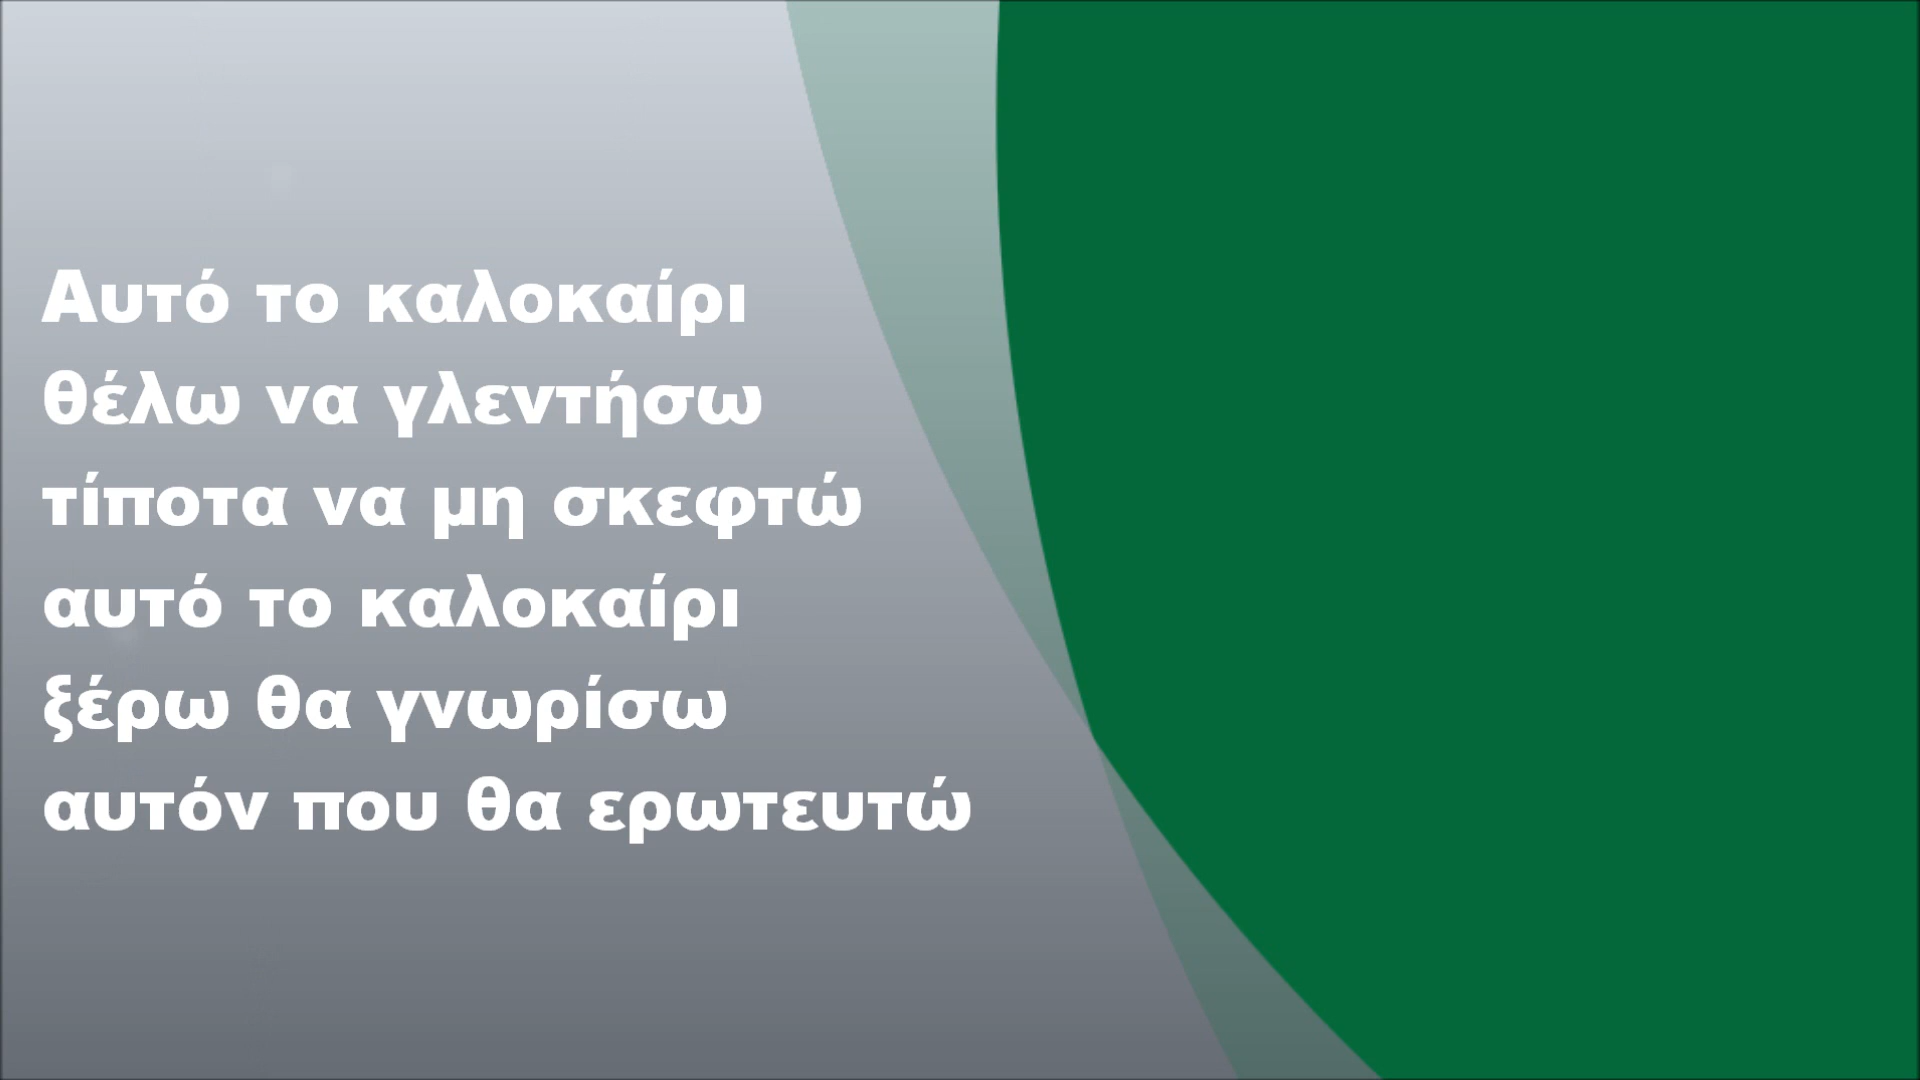 Αυτό το καλοκαίρι
θέλω να γλεντήσω
τίποτα να μη σκεφτώ
αυτό το καλοκαίρι
ξέρω θα γνωρίσω
αυτόν που θα ερωτευτώ